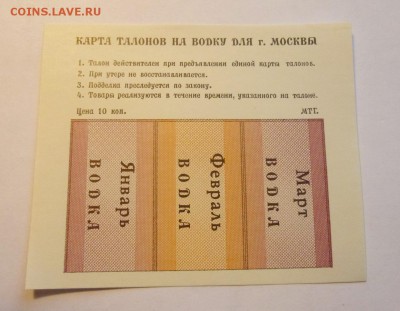 COINS.LAVE.RU
КАРТА ТАЛОНОВ НА ВОДКУ ДЛЯ г. МОСКВЫ
1. Талон действителен при предъявлении единой карты талонов.
2. При утере не восстанавливается.
3. Подделка преследуется по закону.
4. Товары реализуются в течение времени, указанного на талоне.
Цена 10 коп. МТГ.
Январь
ВОДКА
Февраль
ВОДКА
Март
ВОДКА